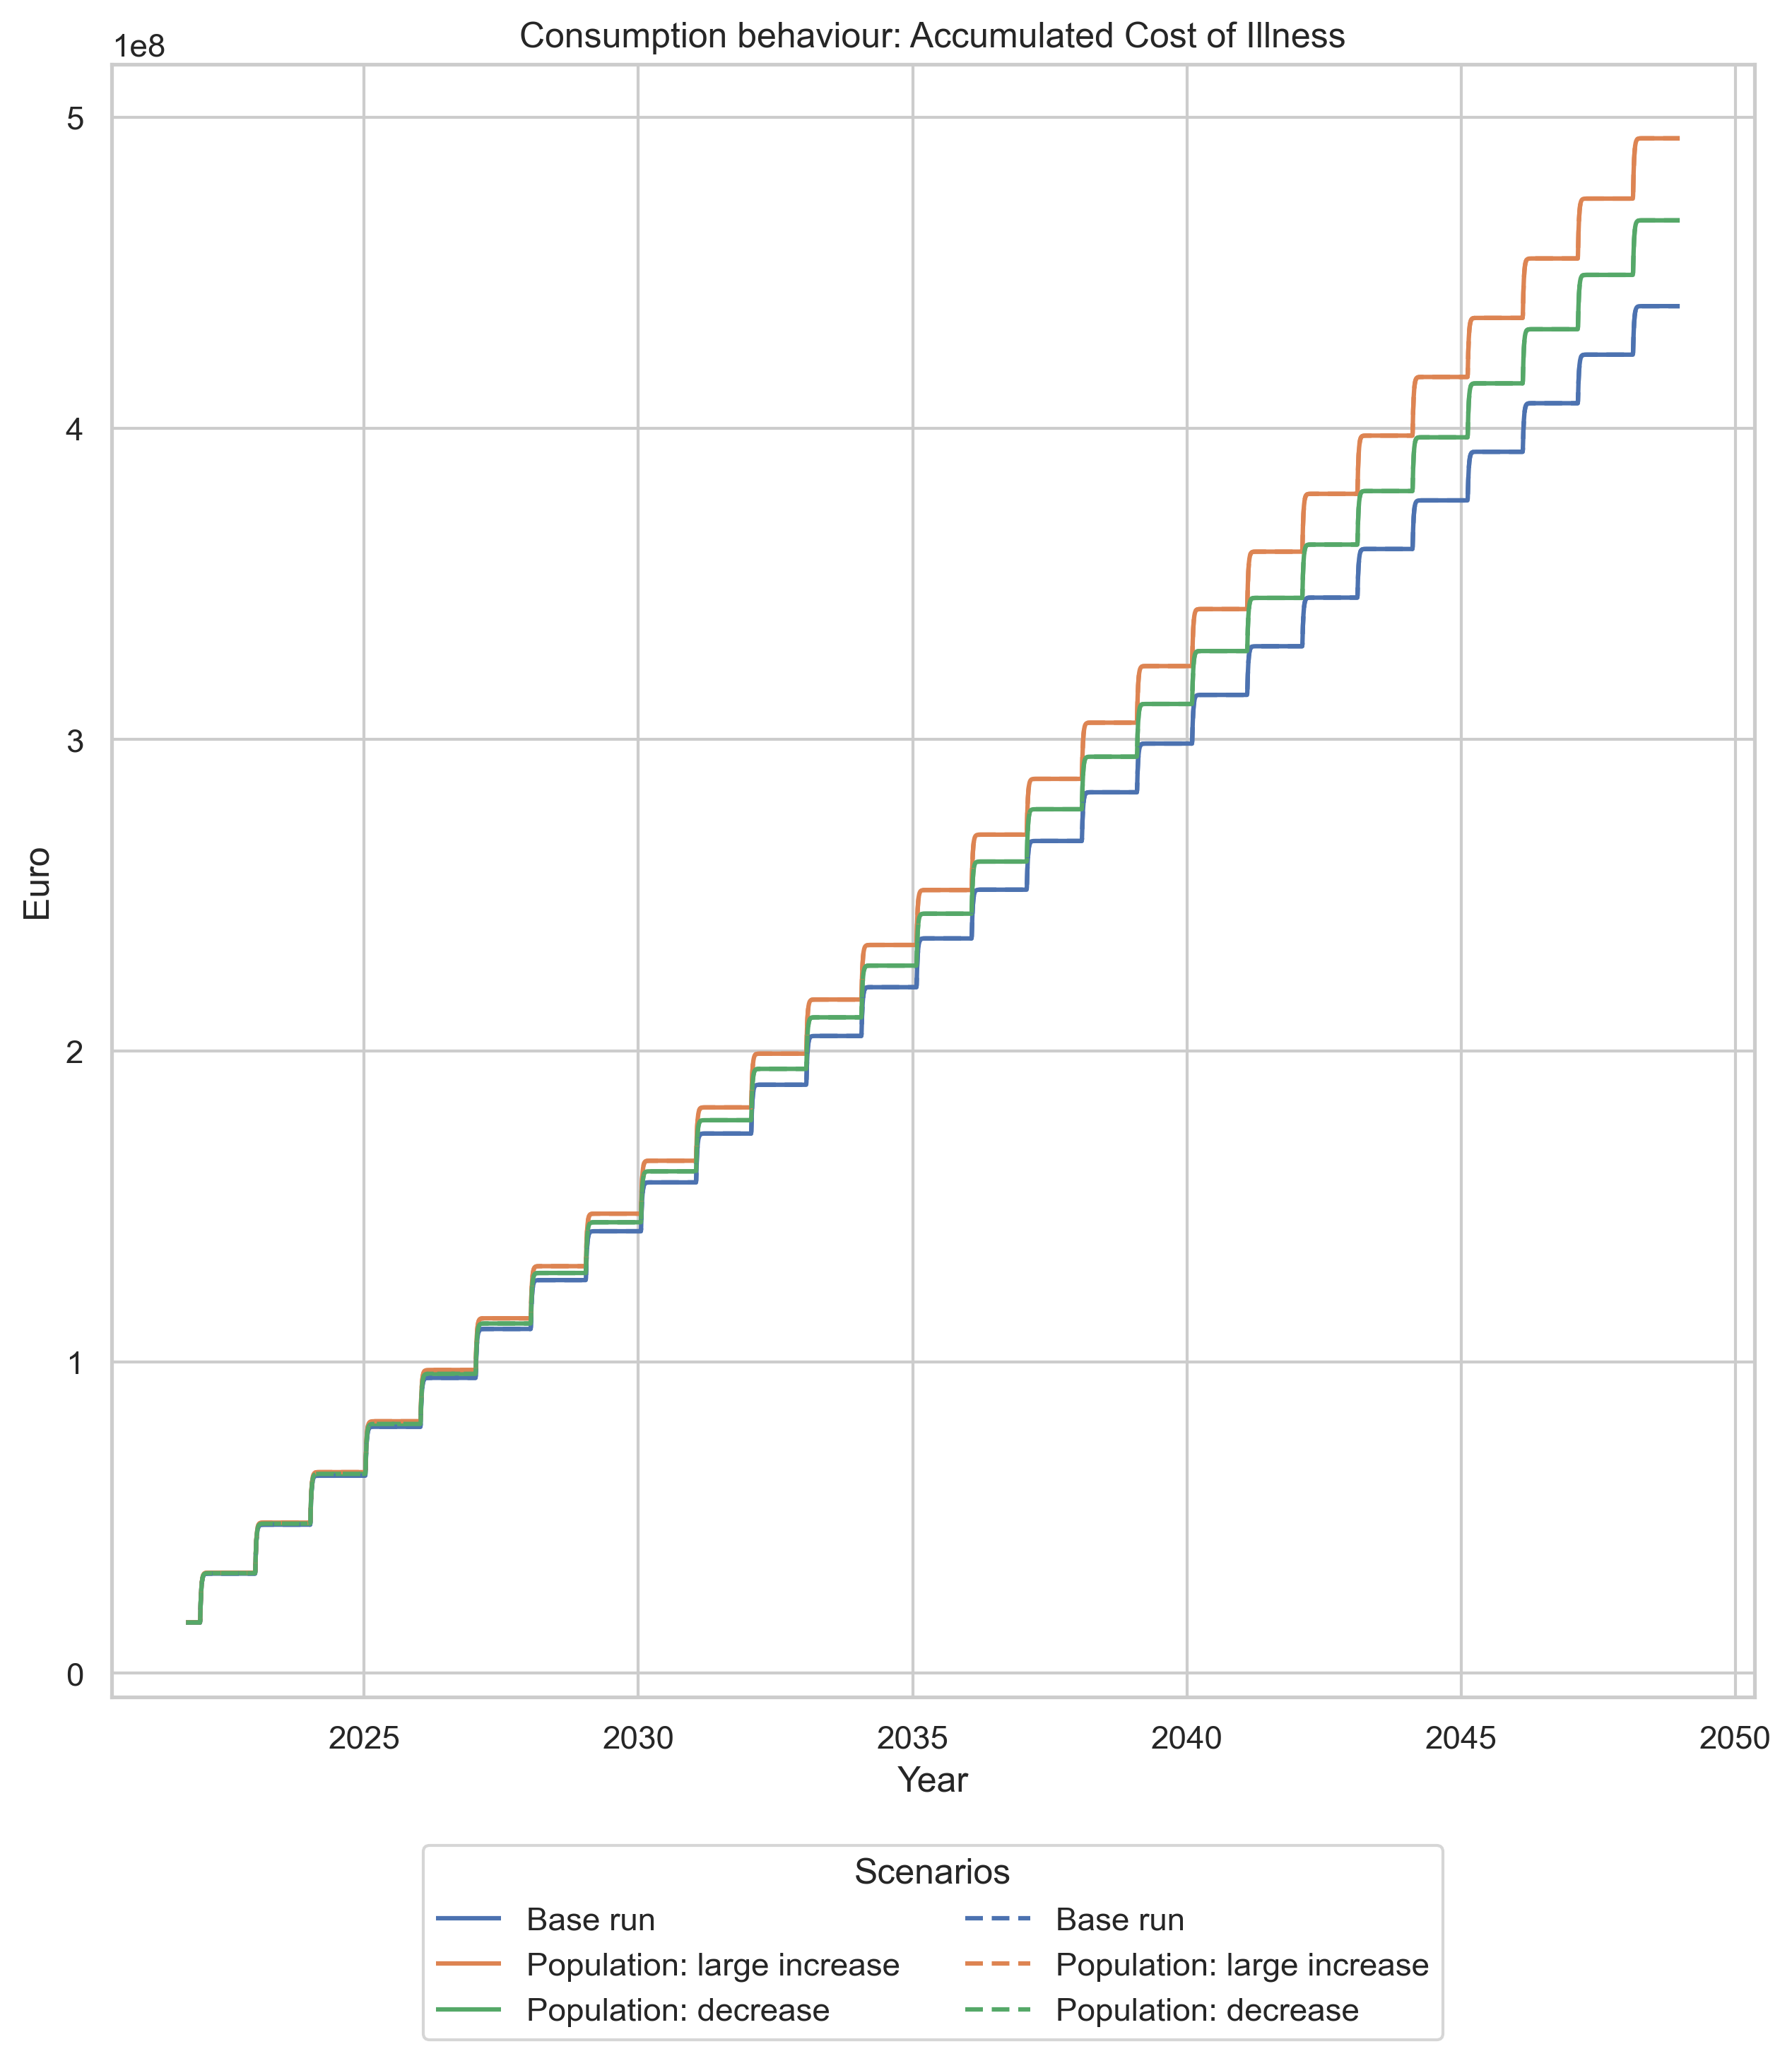 Consumption behaviour: Accumulated Cost of Illness
1e8
5
4
3
2
1
0
Euro
2025 2030 2035 2040 2045 2050
Year
Scenarios
Base run Base run
Population: large increase Population: large increase
Population: decrease Population: decrease